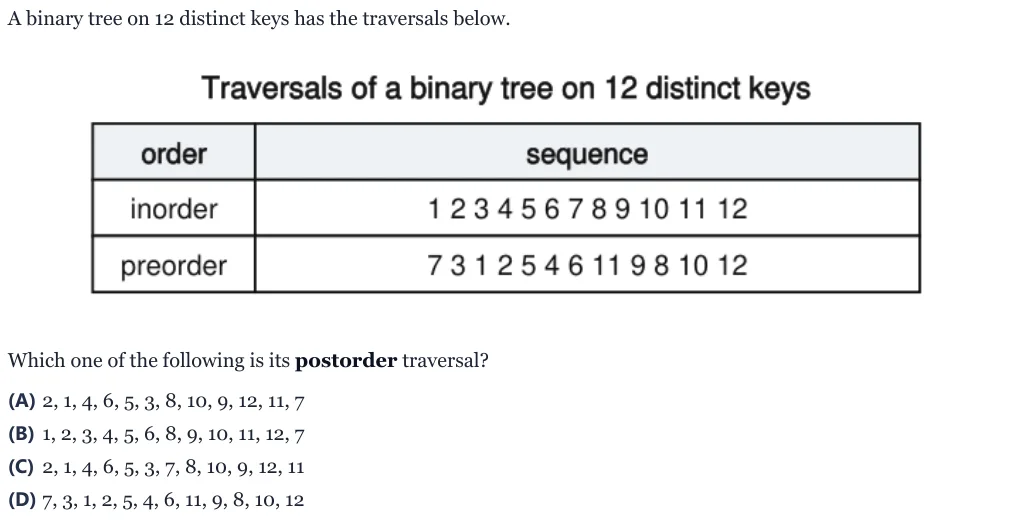 A binary tree on 12 distinct keys has the traversals below.
Traversals of a binary tree on 12 distinct keys
order sequence
inorder 1 2 3 4 5 6 7 8 9 10 11 12
preorder 7 3 1 2 5 4 6 11 9 8 10 12
Which one of the following is its postorder traversal?
(A) 2, 1, 4, 6, 5, 3, 8, 10, 9, 12, 11, 7
(B) 1, 2, 3, 4, 5, 6, 8, 9, 10, 11, 12, 7
(C) 2, 1, 4, 6, 5, 3, 7, 8, 10, 9, 12, 11
(D) 7, 3, 1, 2, 5, 4, 6, 11, 9, 8, 10, 12